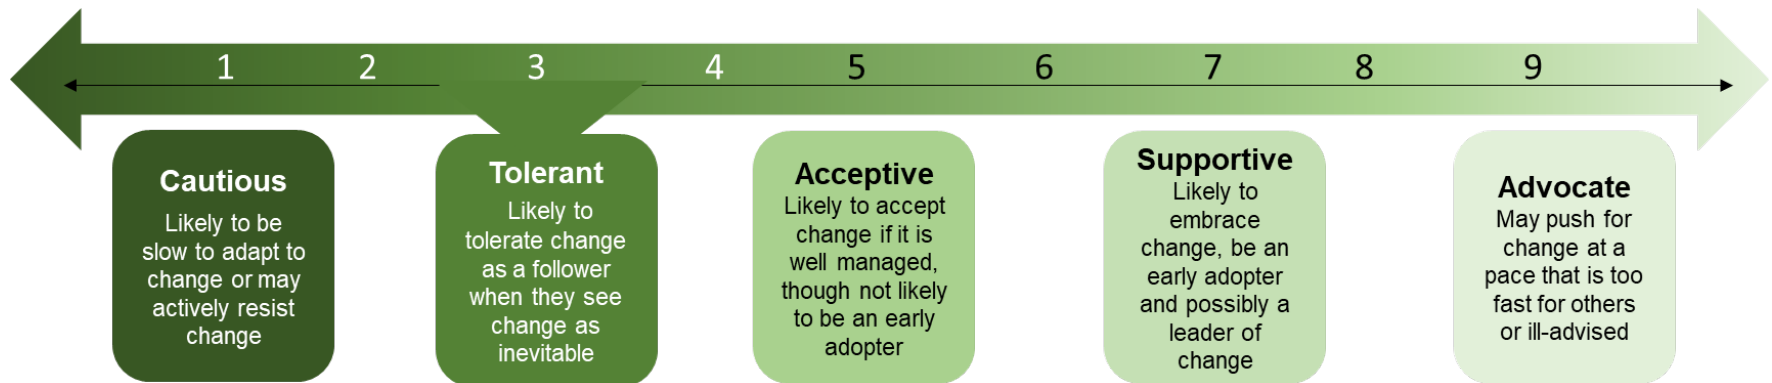 1 2 3 4 5 6 7 8 9
Cautious
Likely to be
slow to adapt to
change or may
actively resist
change
Tolerant
Likely to
tolerate change
as a follower
when they see
change as
inevitable
Acceptive
Likely to accept
change if it is
well managed,
though not likely
to be an early
adopter
Supportive
Likely to
embrace
change, be an
early adopter
and possibly a
leader of
change
Advocate
May push for
change at a
pace that is too
fast for others
or ill-advised